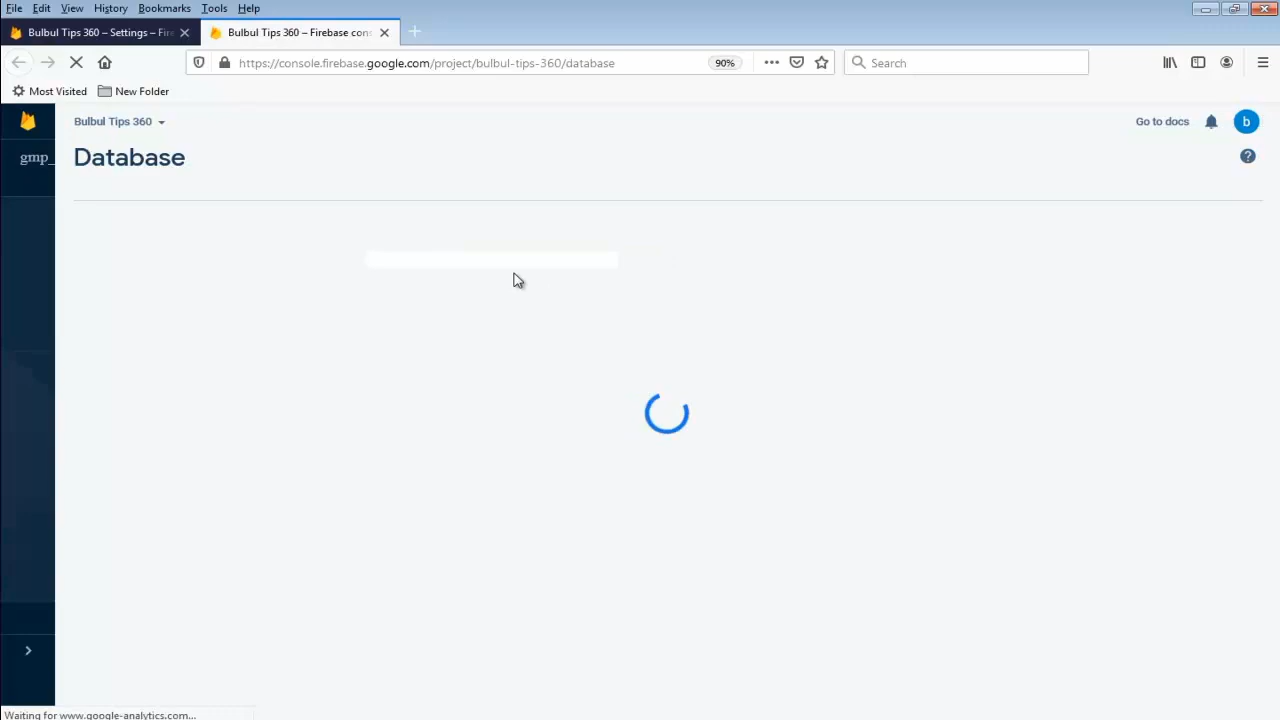 File Edit View History Bookmarks Tools Help
Bulbul Tips 360 – Settings – Fire
Bulbul Tips 360 – Firebase cons
https://console.firebase.google.com/project/bulbul-tips-360/database
90%
Search
Most Visited
New Folder
Bulbul Tips 360
Go to docs
b
gmp_
Database
Waiting for www.google-analytics.com...